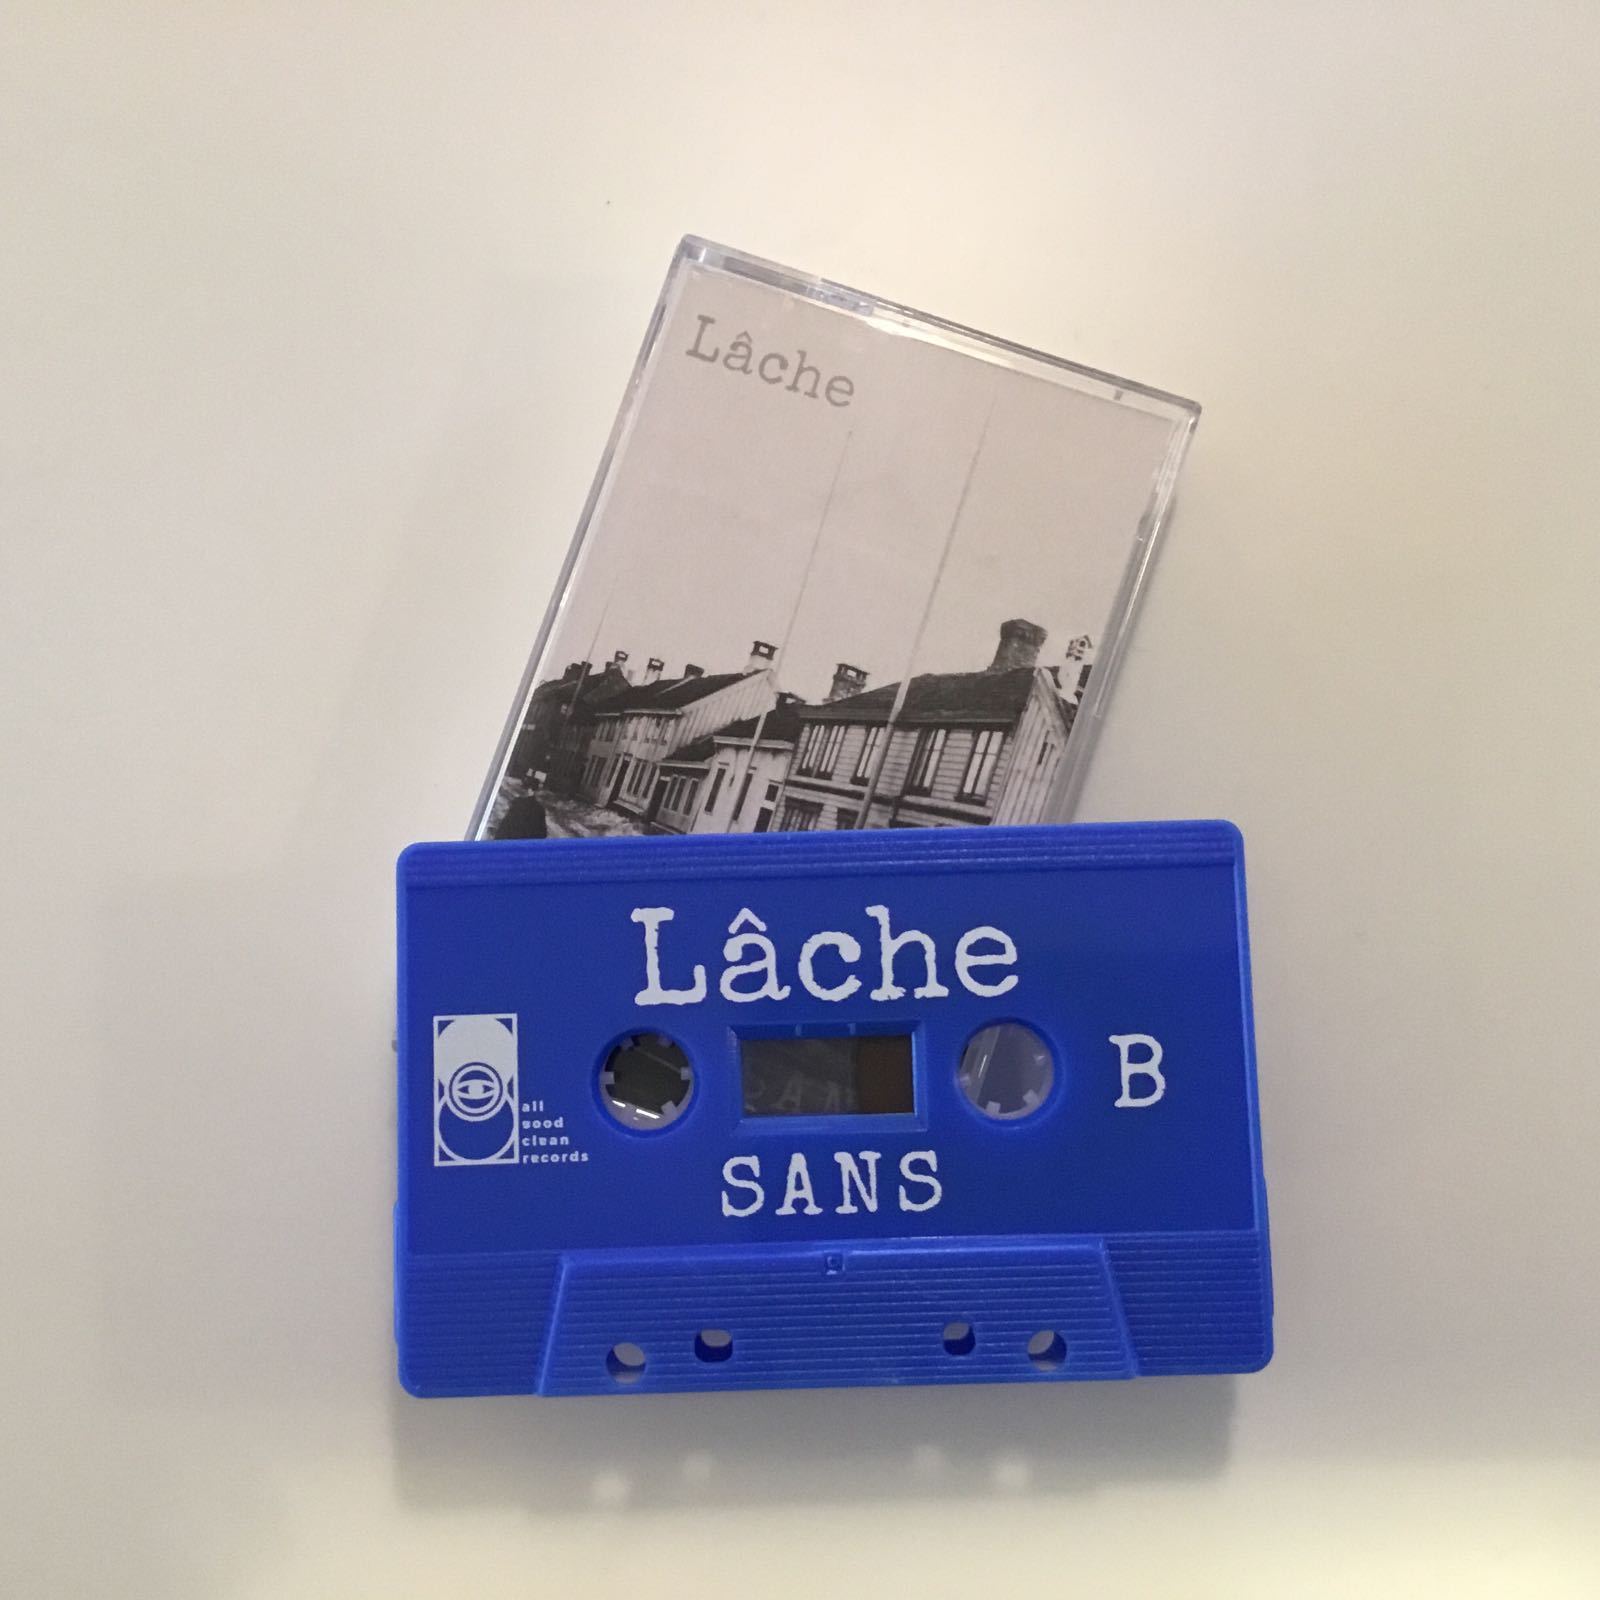 Lâche
Lâche
B
all
good
clean
records
SANS